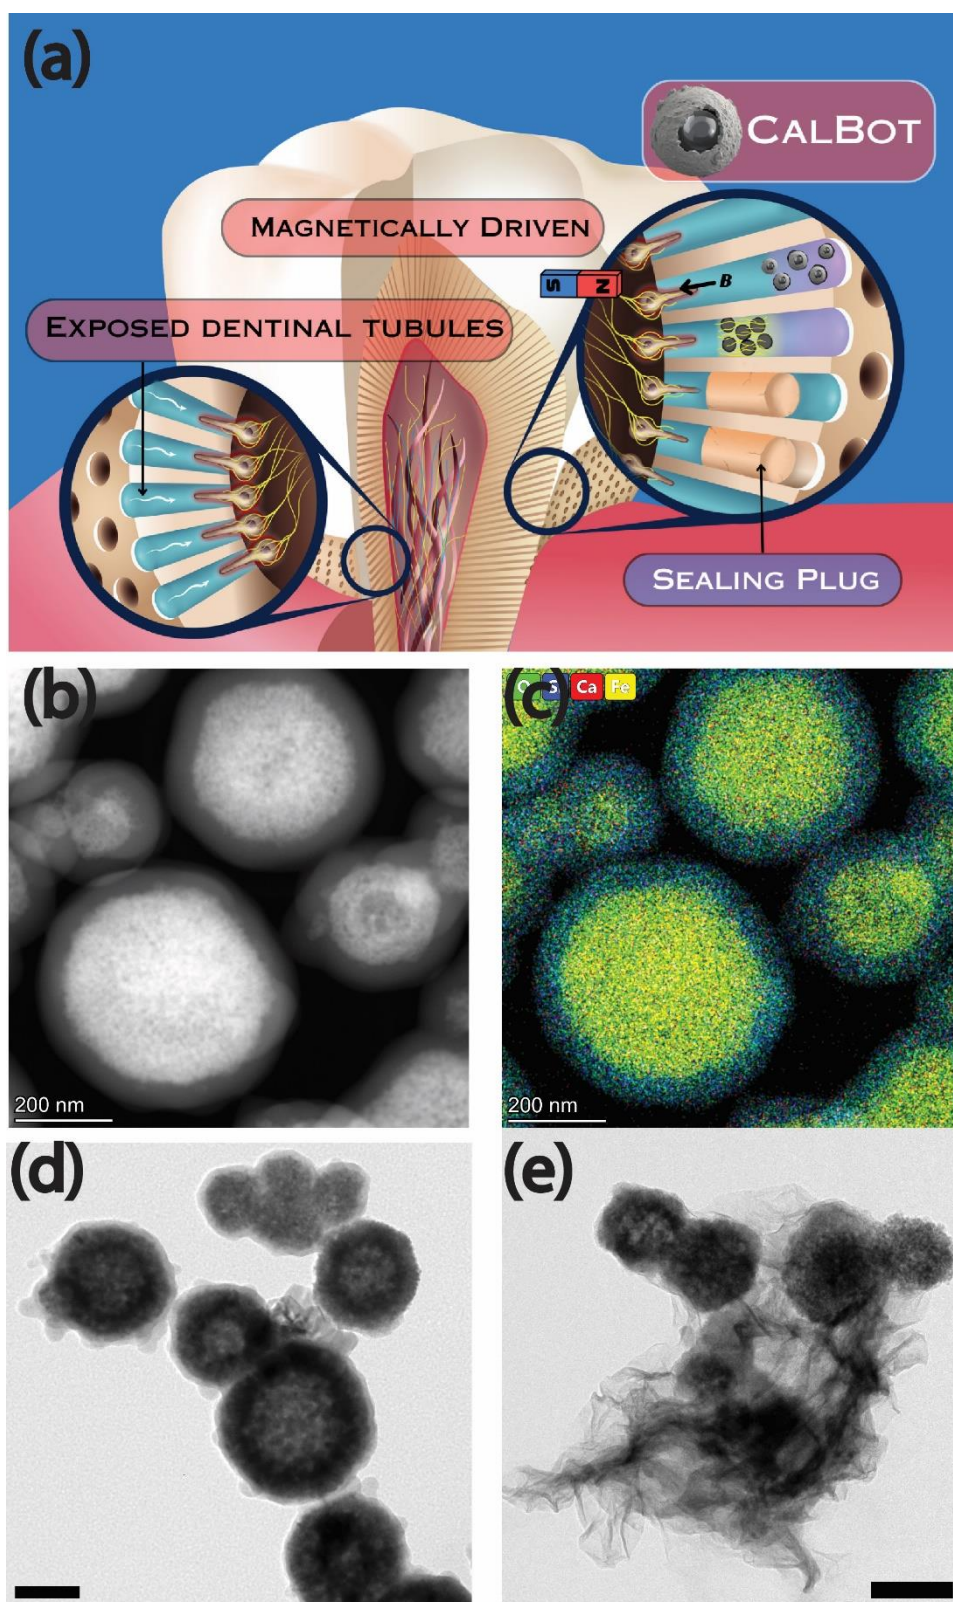 (a)
CALBOT
MAGNETICALLY DRIVEN
S N
B
EXPOSED DENTINAL TUBULES
SEALING PLUG
(b)
(c)
Ca Fe
200 nm
200 nm
(d)
(e)